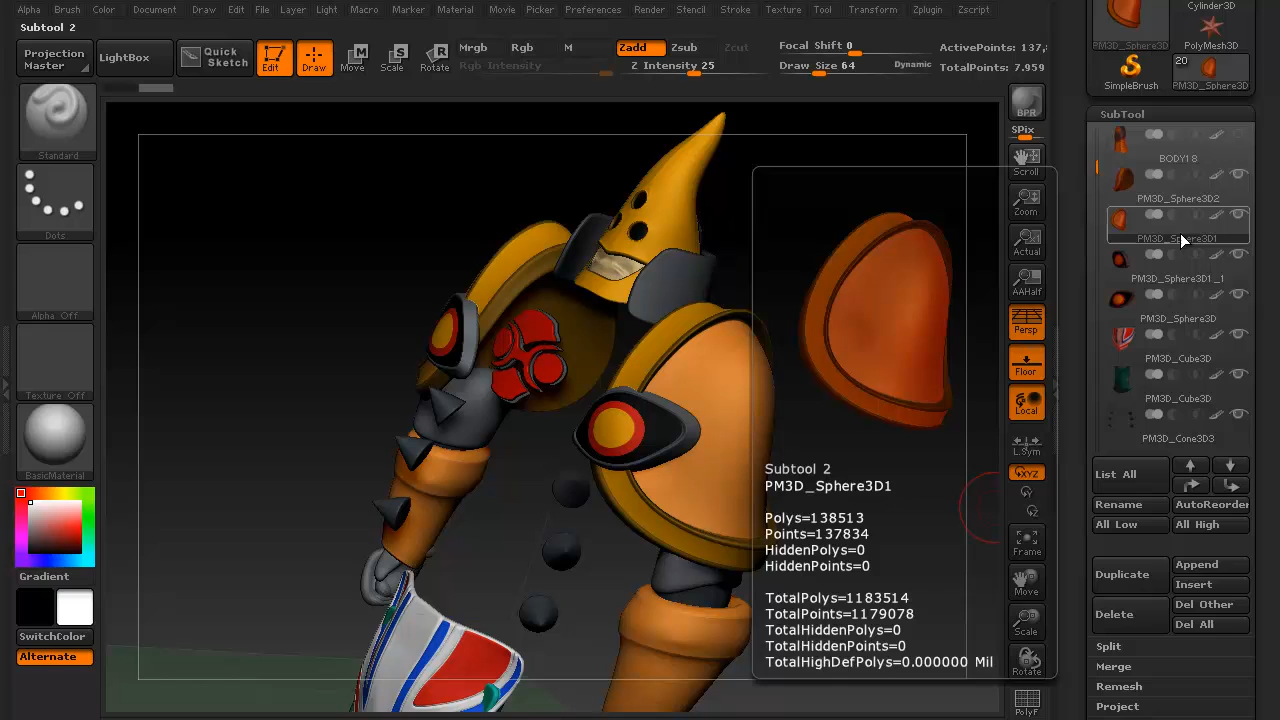 Alpha Brush Color Document Draw Edit File Layer Light Macro Marker Material Movie Picker Preferences Render Stencil Stroke Texture Tool Transform Zplugin Zscript
Subtool 2
Projection Master
LightBox
Quick Sketch
Edit
Draw
Move
Scale
Rotate
Mrgb Rgb M
Rgb Intensity
Zadd Zsub Zcut
Z Intensity 25
Focal Shift 0
Draw Size 64
Dynamic
ActivePoints: 137,
TotalPoints: 7.959
Standard
Dots
Alpha Off
Texture Off
BasicMaterial
Gradient
SwitchColor
Alternate
BPR
SPix
Scroll
Zoom
Actual
AAHalf
Persp
Floor
Local
L.Sym
XYZ
Frame
Move
Scale
Rotate
PolyF
Subtool 2
PM3D_Sphere3D1
Polys=138513
Points=137834
HiddenPolys=0
HiddenPoints=0
TotalPolys=1183514
TotalPoints=1179078
TotalHiddenPolys=0
TotalHiddenPoints=0
TotalHighDefPolys=0.000000 Mil
Cylinder3D
PM3D_Sphere3D
PolyMesh3D
20
SimpleBrush
PM3D_Sphere3D
SubTool
BODY1 8
PM3D_Sphere3D2
PM3D_Sphere3D1
PM3D_Sphere3D1_1
PM3D_Sphere3D
PM3D_Cube3D
PM3D_Cube3D
PM3D_Cone3D3
List All
Rename
AutoReorder
All Low
All High
Duplicate
Append
Insert
Delete
Del Other
Del All
Split
Merge
Remesh
Project